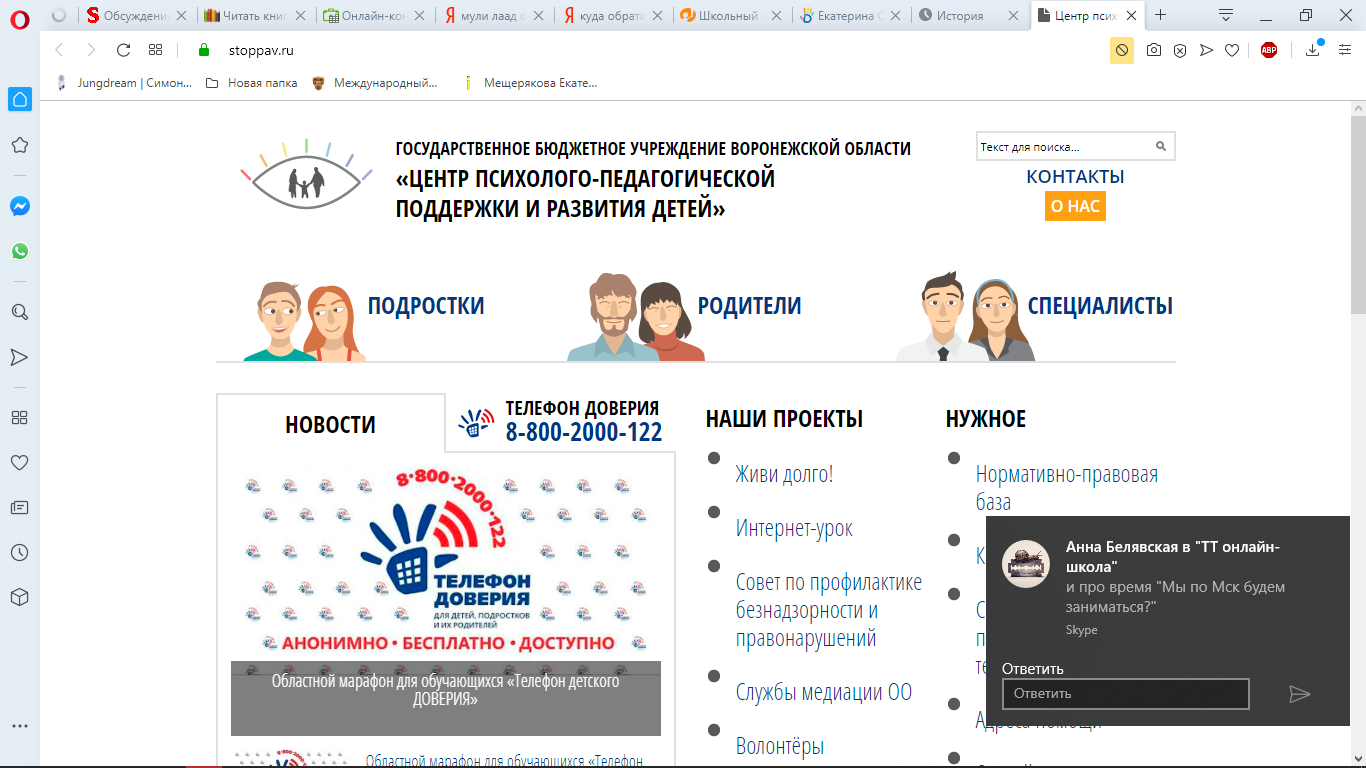 Обсуждени
Читать книг
Онлайн-кон
мули лаад с
куда обрати
Школьный
Екатерина С
История
Центр псих
stoppav.ru
ABP
Jungdream | Симон...
Новая папка
Международный...
Мещерякова Екате...
ГОСУДАРСТВЕННОЕ БЮДЖЕТНОЕ УЧРЕЖДЕНИЕ ВОРОНЕЖСКОЙ ОБЛАСТИ
«ЦЕНТР ПСИХОЛОГО-ПЕДАГОГИЧЕСКОЙ
ПОДДЕРЖКИ И РАЗВИТИЯ ДЕТЕЙ»
Текст для поиска...
КОНТАКТЫ
О НАС
ПОДРОСТКИ
РОДИТЕЛИ
СПЕЦИАЛИСТЫ
НОВОСТИ
ТЕЛЕФОН ДОВЕРИЯ
8-800-2000-122
8·800·2000·122
ТЕЛЕФОН
ДОВЕРИЯ
ДЛЯ ДЕТЕЙ, ПОДРОСТКОВ
И ИХ РОДИТЕЛЕЙ
АНОНИМНО · БЕСПЛАТНО · ДОСТУПНО
Областной марафон для обучающихся «Телефон детского
ДОВЕРИЯ»
Областной марафон для обучающихся «Телефон
НАШИ ПРОЕКТЫ
Живи долго!
Интернет-урок
Совет по профилактике
безнадзорности и
правонарушений
Службы медиации ОО
Волонтёры
НУЖНОЕ
Нормативно-правовая
база
Адреса помощи
Анна Белявская в "ТТ онлайн-
школа"
и про время "Мы по Мск будем
заниматься?"
Skype
Ответить
Ответить